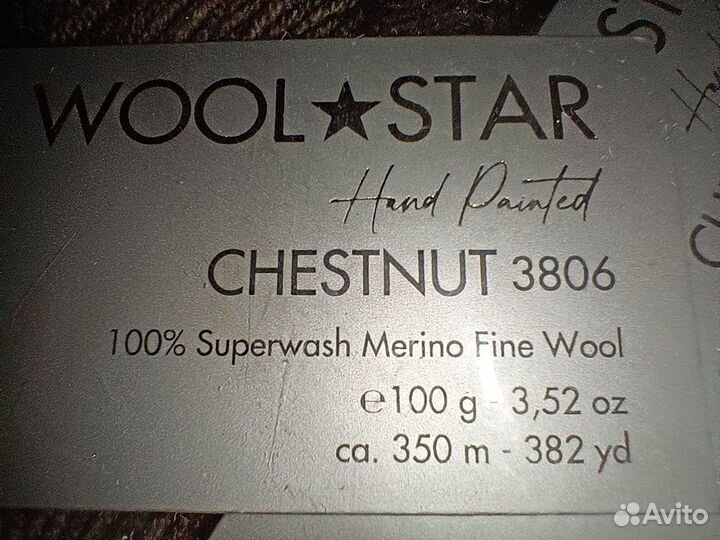 WOOL★STAR
Hand Painted
CHESTNUT 3806
100% Superwash Merino Fine Wool
℮100 g - 3,52 oz
ca. 350 m - 382 yd
Avito